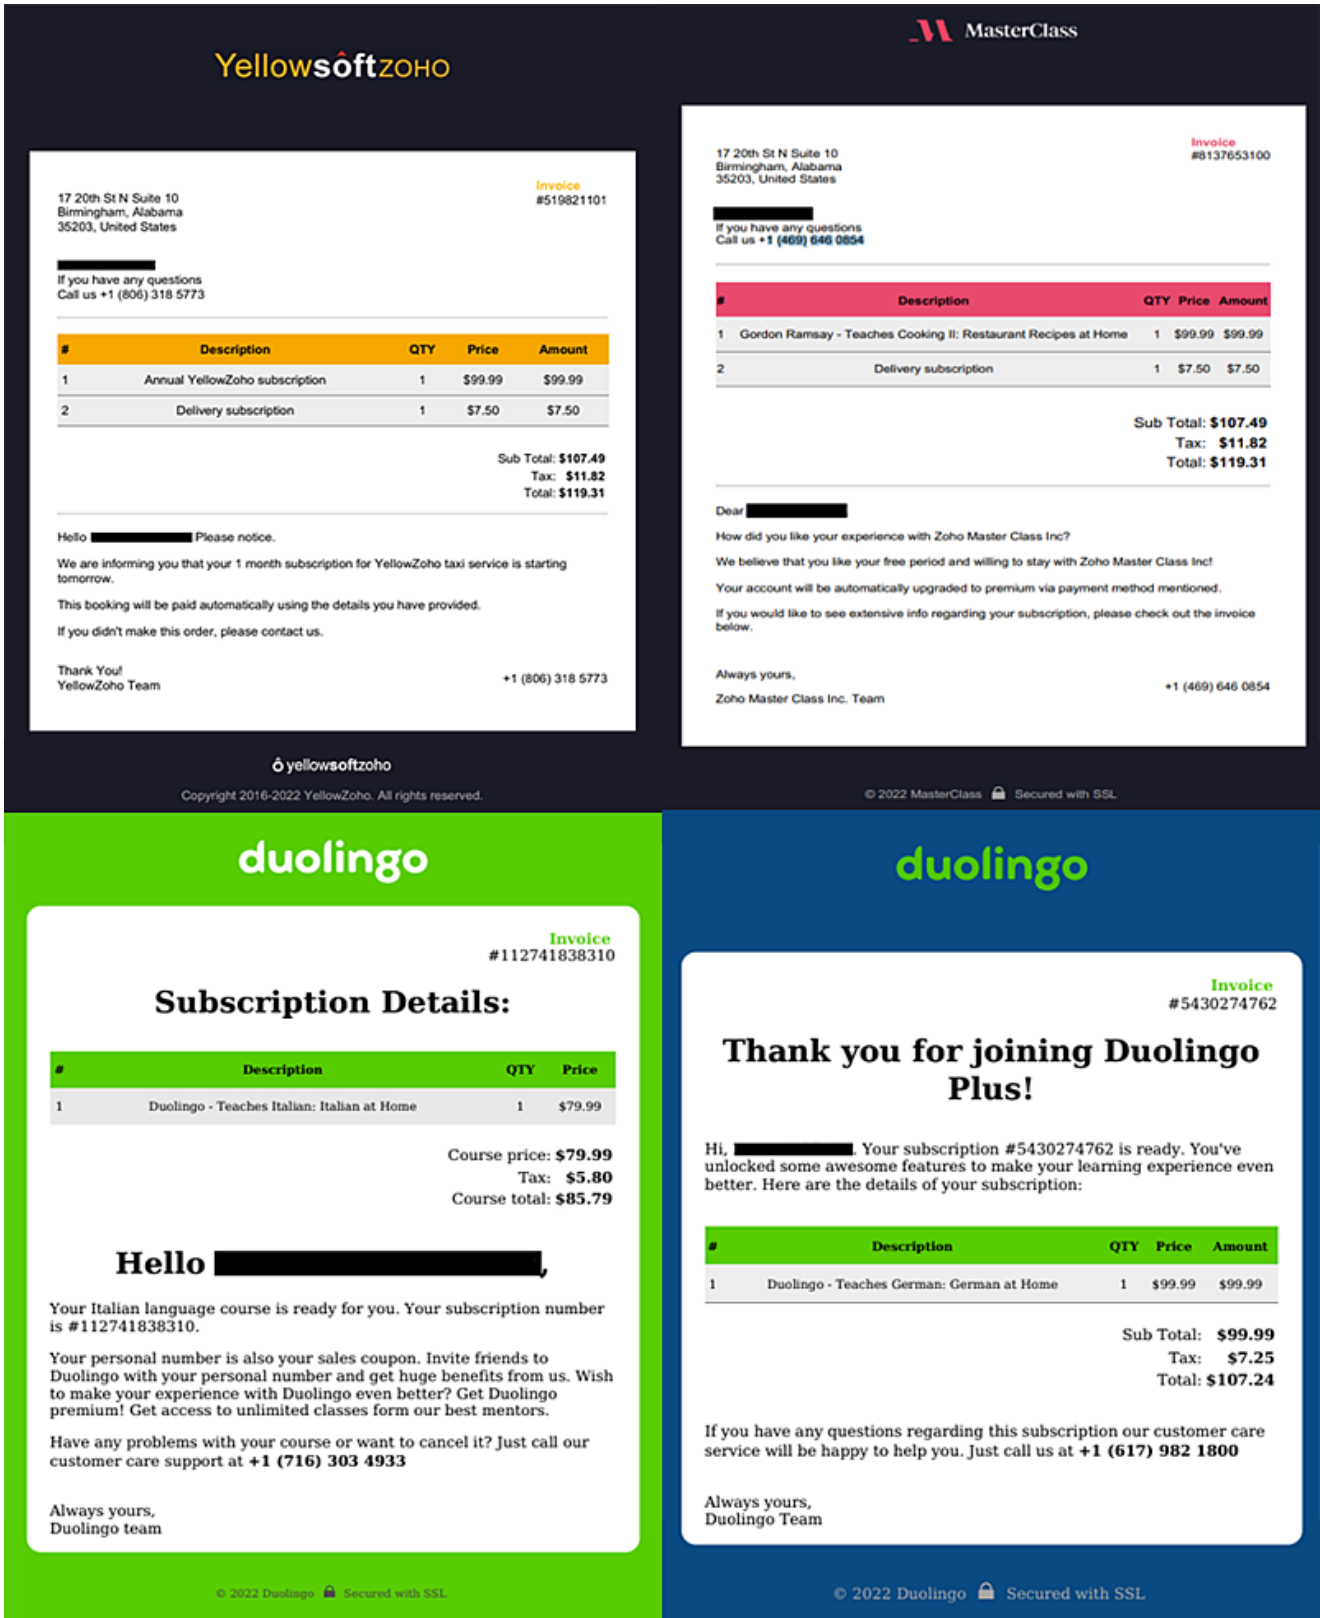 Yellowsôftzoho
17 20th St N Suite 10
Birmingham, Alabama
35203, United States
Invoice
#519821101
If you have any questions
Call us +1 (806) 318 5773
# Description QTY Price Amount
1 Annual YellowZoho subscription 1 $99.99 $99.99
2 Delivery subscription 1 $7.50 $7.50
Sub Total: $107.49
Tax: $11.82
Total: $119.31
Hello Please notice.
We are informing you that your 1 month subscription for YellowZoho taxi service is starting
tomorrow.
This booking will be paid automatically using the details you have provided.
If you didn't make this order, please contact us.
Thank You!
YellowZoho Team
+1 (806) 318 5773
ô yellowsoftzoho
Copyright 2016-2022 YellowZoho. All rights reserved.
MasterClass
17 20th St N Suite 10
Birmingham, Alabama
35203, United States
Invoice
#8137653100
If you have any questions
Call us +1 (469) 646 0854
# Description QTY Price Amount
1 Gordon Ramsay - Teaches Cooking II: Restaurant Recipes at Home 1 $99.99 $99.99
2 Delivery subscription 1 $7.50 $7.50
Sub Total: $107.49
Tax: $11.82
Total: $119.31
Dear
How did you like your experience with Zoho Master Class Inc?
We believe that you like your free period and willing to stay with Zoho Master Class Inc!
Your account will be automatically upgraded to premium via payment method mentioned.
If you would like to see extensive info regarding your subscription, please check out the invoice
below.
Always yours,
Zoho Master Class Inc. Team
+1 (469) 646 0854
© 2022 MasterClass Secured with SSL
duolingo
Invoice
#112741838310
Subscription Details:
# Description QTY Price
1 Duolingo - Teaches Italian: Italian at Home 1 $79.99
Course price: $79.99
Tax: $5.80
Course total: $85.79
Hello ,
Your Italian language course is ready for you. Your subscription number
is #112741838310.
Your personal number is also your sales coupon. Invite friends to
Duolingo with your personal number and get huge benefits from us. Wish
to make your experience with Duolingo even better? Get Duolingo
premium! Get access to unlimited classes form our best mentors.
Have any problems with your course or want to cancel it? Just call our
customer care support at +1 (716) 303 4933
Always yours,
Duolingo team
© 2022 Duolingo Secured with SSL
duolingo
Invoice
#5430274762
Thank you for joining Duolingo
Plus!
Hi, . Your subscription #5430274762 is ready. You've
unlocked some awesome features to make your learning experience even
better. Here are the details of your subscription:
# Description QTY Price Amount
1 Duolingo - Teaches German: German at Home 1 $99.99 $99.99
Sub Total: $99.99
Tax: $7.25
Total: $107.24
If you have any questions regarding this subscription our customer care
service will be happy to help you. Just call us at +1 (617) 982 1800
Always yours,
Duolingo Team
© 2022 Duolingo Secured with SSL